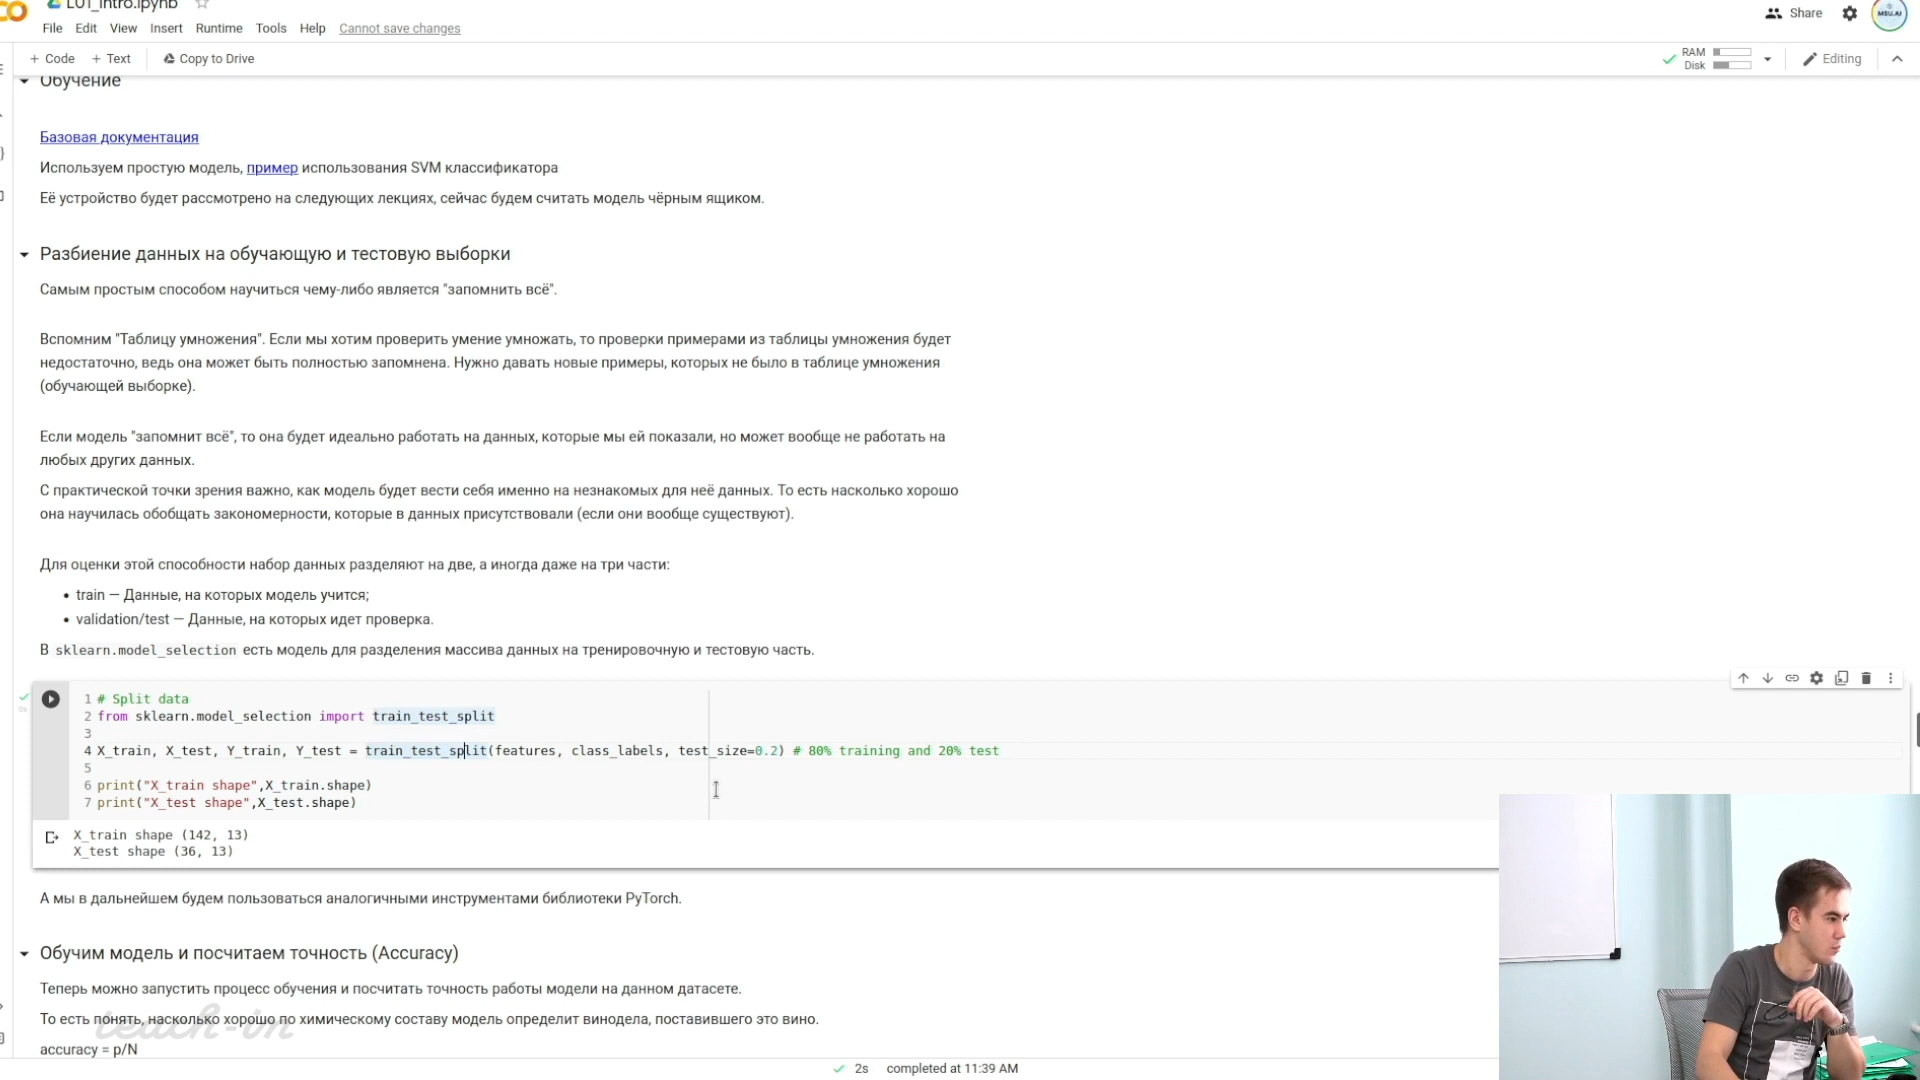 L01_Intro.ipynb
File Edit View Insert Runtime Tools Help Cannot save changes
Share
MSU.AI
+ Code + Text Copy to Drive
RAM
Disk
Editing
Обучение
Базовая документация
Используем простую модель, пример использования SVM классификатора
Её устройство будет рассмотрено на следующих лекциях, сейчас будем считать модель чёрным ящиком.
Разбиение данных на обучающую и тестовую выборки
Самым простым способом научиться чему-либо является "запомнить всё".
Вспомним "Таблицу умножения". Если мы хотим проверить умение умножать, то проверки примерами из таблицы умножения будет
недостаточно, ведь она может быть полностью запомнена. Нужно давать новые примеры, которых не было в таблице умножения
(обучающей выборке).
Если модель "запомнит всё", то она будет идеально работать на данных, которые мы ей показали, но может вообще не работать на
любых других данных.
С практической точки зрения важно, как модель будет вести себя именно на незнакомых для неё данных. То есть насколько хорошо
она научилась обобщать закономерности, которые в данных присутствовали (если они вообще существуют).
Для оценки этой способности набор данных разделяют на две, а иногда даже на три части:
• train — Данные, на которых модель учится;
• validation/test — Данные, на которых идет проверка.
В sklearn.model_selection есть модель для разделения массива данных на тренировочную и тестовую часть.
1 # Split data
2 from sklearn.model_selection import train_test_split
3
4 X_train, X_test, Y_train, Y_test = train_test_split(features, class_labels, test_size=0.2) # 80% training and 20% test
5
6 print("X_train shape",X_train.shape)
7 print("X_test shape",X_test.shape)
X_train shape (142, 13)
X_test shape (36, 13)
А мы в дальнейшем будем пользоваться аналогичными инструментами библиотеки PyTorch.
Обучим модель и посчитаем точность (Accuracy)
Теперь можно запустить процесс обучения и посчитать точность работы модели на данном датасете.
То есть понять, насколько хорошо по химическому составу модель определит винодела, поставившего это вино.
teach-in
accuracy = p/N
2s completed at 11:39 AM